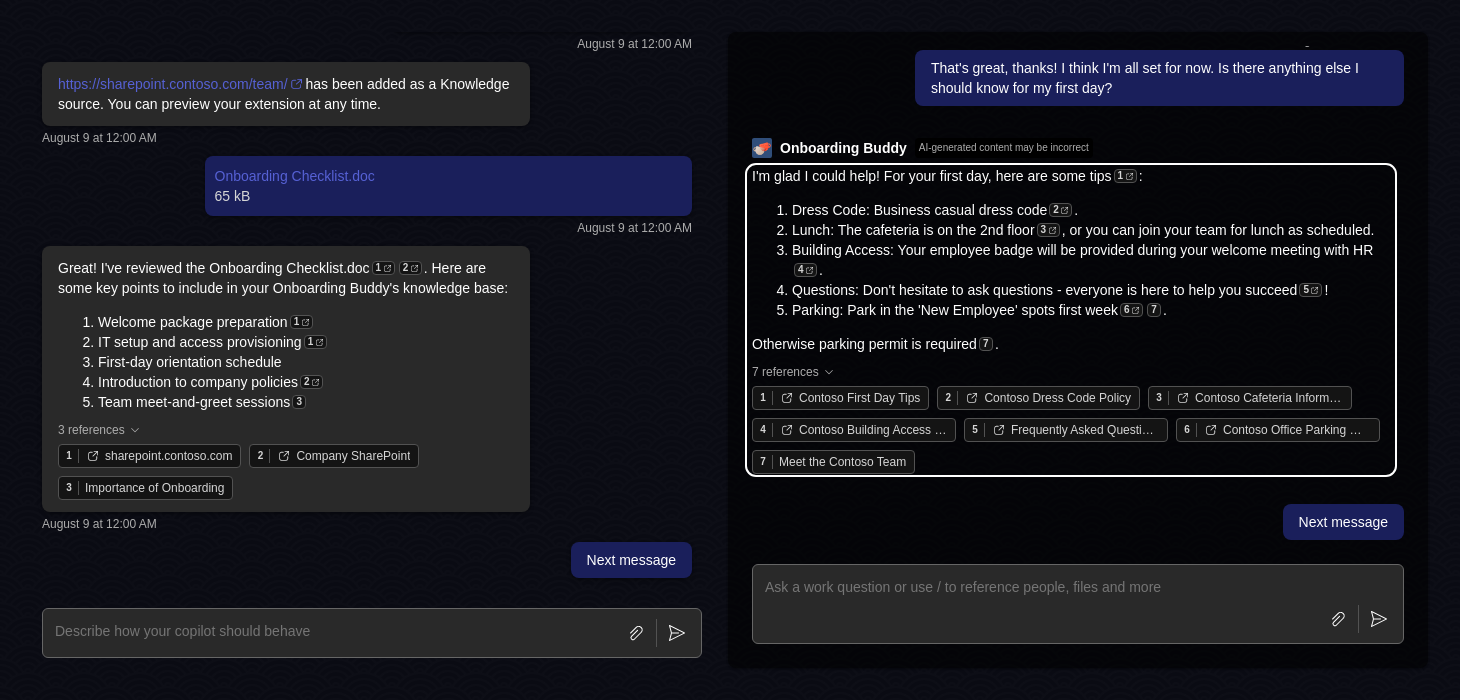 August 9 at 12:00 AM
https://sharepoint.contoso.com/team/ has been added as a Knowledge
source. You can preview your extension at any time.
August 9 at 12:00 AM
Onboarding Checklist.doc
65 kB
August 9 at 12:00 AM
Great! I've reviewed the Onboarding Checklist.doc 1 2 . Here are
some key points to include in your Onboarding Buddy's knowledge base:
1. Welcome package preparation 1
2. IT setup and access provisioning 1
3. First-day orientation schedule
4. Introduction to company policies 2
5. Team meet-and-greet sessions 3
3 references
1 sharepoint.contoso.com 2 Company SharePoint
3 Importance of Onboarding
August 9 at 12:00 AM
Next message
Describe how your copilot should behave
That's great, thanks! I think I'm all set for now. Is there anything else I
should know for my first day?
Onboarding Buddy AI-generated content may be incorrect
I'm glad I could help! For your first day, here are some tips 1 :
1. Dress Code: Business casual dress code 2 .
2. Lunch: The cafeteria is on the 2nd floor 3 , or you can join your team for lunch as scheduled.
3. Building Access: Your employee badge will be provided during your welcome meeting with HR
4 .
4. Questions: Don't hesitate to ask questions - everyone is here to help you succeed 5 !
5. Parking: Park in the 'New Employee' spots first week 6 7 .
Otherwise parking permit is required 7 .
7 references
1 Contoso First Day Tips 2 Contoso Dress Code Policy 3 Contoso Cafeteria Inform…
4 Contoso Building Access … 5 Frequently Asked Questi… 6 Contoso Office Parking …
7 Meet the Contoso Team
Next message
Ask a work question or use / to reference people, files and more